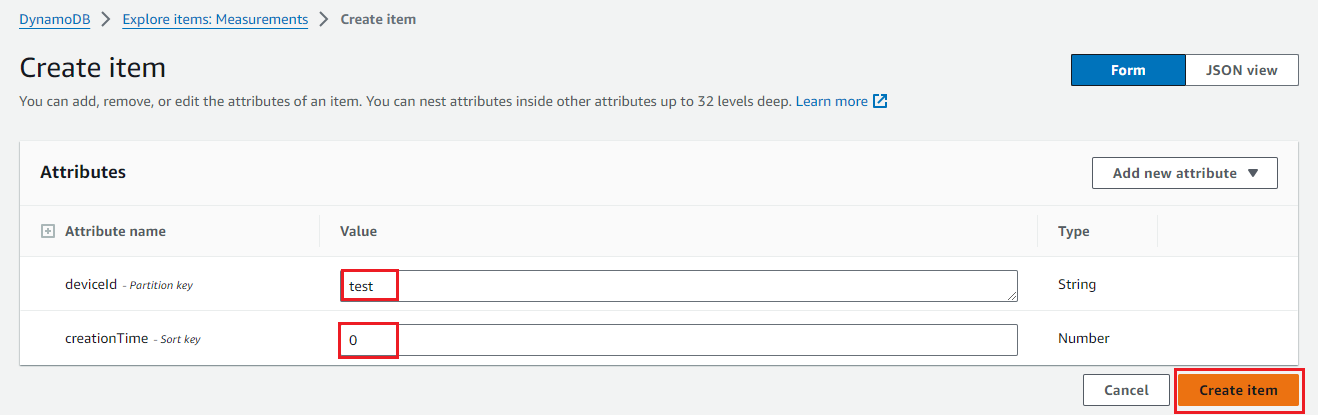 DynamoDB > Explore items: Measurements > Create item
Create item
Form JSON view
You can add, remove, or edit the attributes of an item. You can nest attributes inside other attributes up to 32 levels deep. Learn more
Attributes
Add new attribute
Attribute name Value Type
deviceId - Partition key test String
creationTime - Sort key 0 Number
Cancel Create item